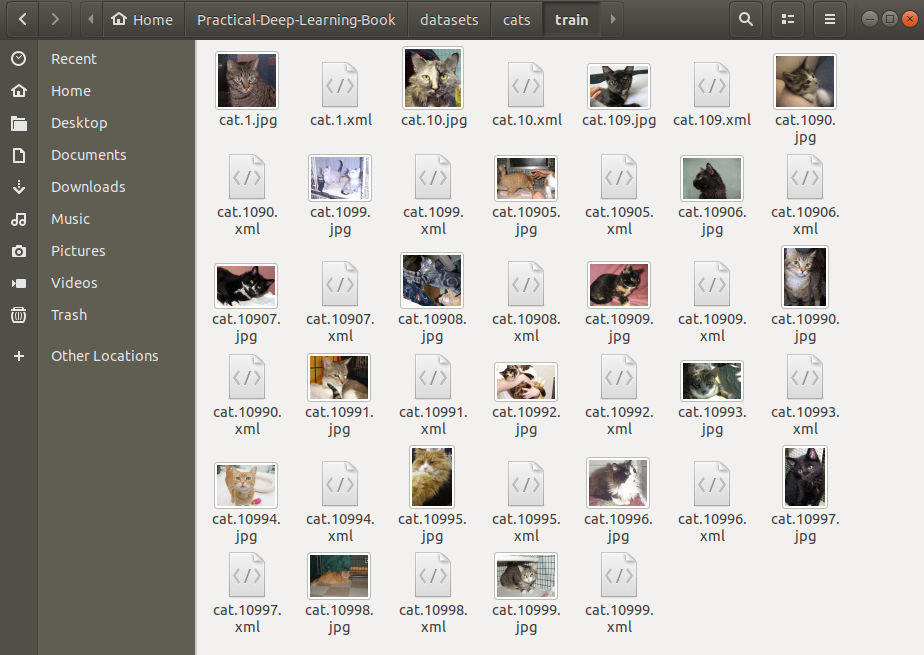 Home Practical-Deep-Learning-Book datasets cats train
Recent
Home
Desktop
Documents
Downloads
Music
Pictures
Videos
Trash
Other Locations
cat.1.jpg cat.1.xml cat.10.jpg cat.10.xml cat.109.jpg cat.109.xml cat.1090.
jpg
cat.1090. cat.1099. cat.1099. cat.10905. cat.10905. cat.10906. cat.10906.
xml jpg xml jpg xml jpg xml
cat.10907. cat.10907. cat.10908. cat.10908. cat.10909. cat.10909. cat.10990.
jpg xml jpg xml jpg xml jpg
cat.10990. cat.10991. cat.10991. cat.10992. cat.10992. cat.10993. cat.10993.
xml jpg xml jpg xml jpg xml
cat.10994. cat.10994. cat.10995. cat.10995. cat.10996. cat.10996. cat.10997.
jpg xml jpg xml jpg xml jpg
cat.10997. cat.10998. cat.10998. cat.10999. cat.10999.
xml jpg xml jpg xml